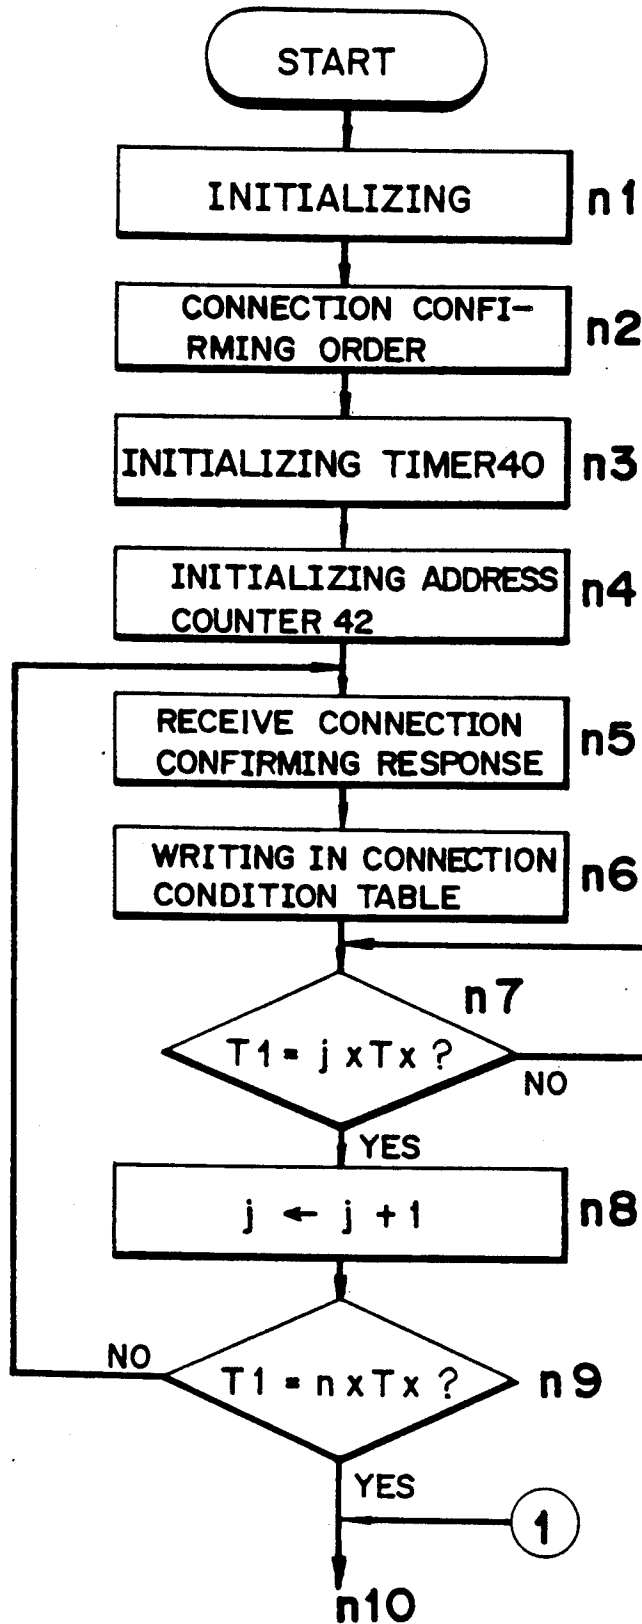 START
INITIALIZING
n1
CONNECTION CONFI-
RMING ORDER
n2
INITIALIZING TIMER40
n3
INITIALIZING ADDRESS
COUNTER 42
n4
RECEIVE CONNECTION
CONFIRMING RESPONSE
n5
WRITING IN CONNECTION
CONDITION TABLE
n6
n7
T1 = j x Tx ?
NO
YES
j ← j + 1
n8
NO
T1 = n x Tx ?
n9
YES
1
n10